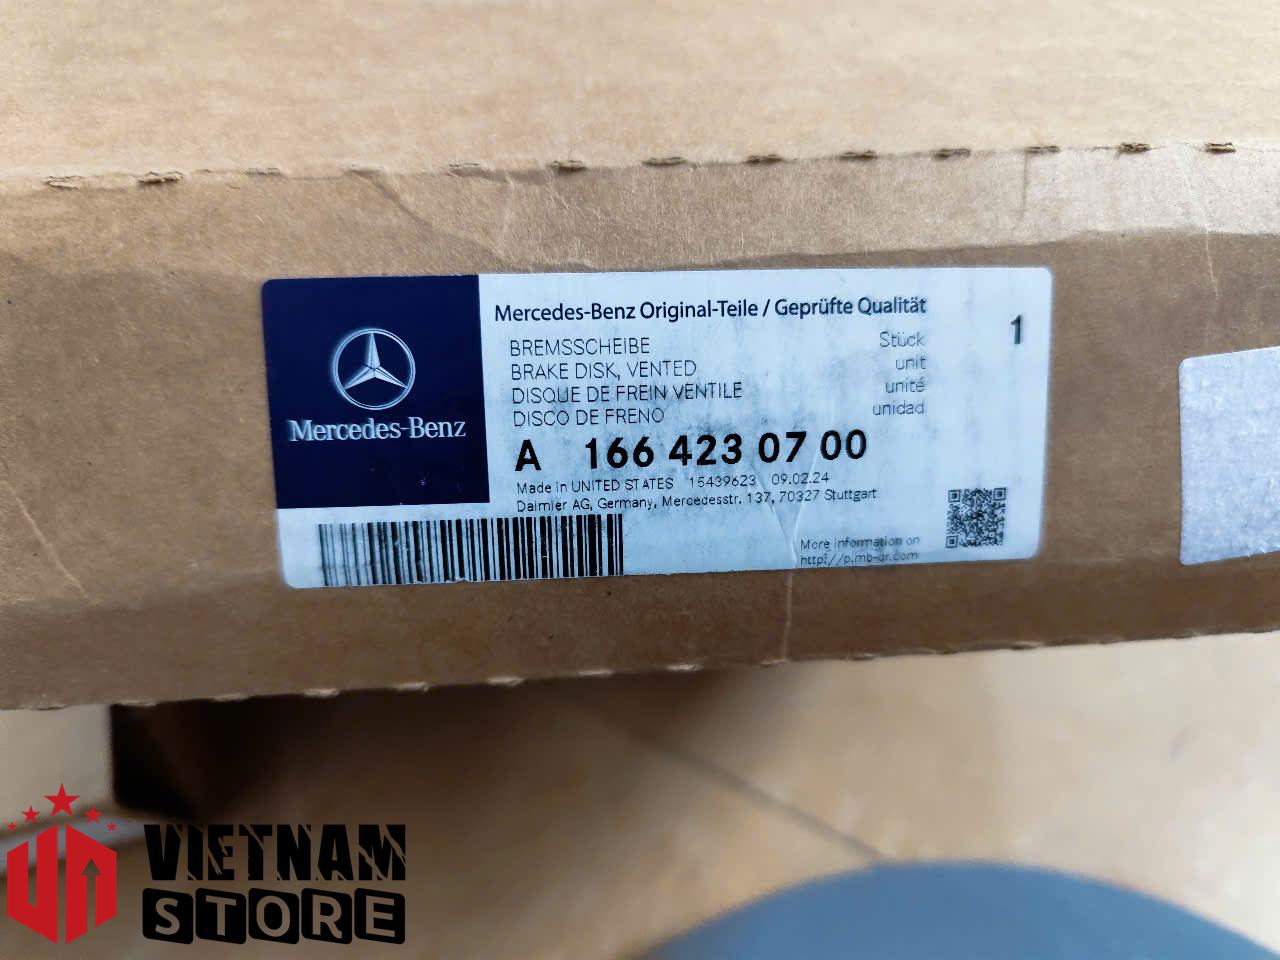 Mercedes-Benz
Mercedes-Benz Original-Teile / Geprüfte Qualität
BREMSSCHEIBE Stück 1
BRAKE DISK, VENTED unit
DISQUE DE FREIN VENTILE unité
DISCO DE FRENO unidad
A 166 423 07 00
Made in UNITED STATES 15439623 09.02.24
Daimler AG, Germany, Mercedesstr. 137, 70327 Stuttgart
More information on
http://p.mb-qr.com
VIETNAM
STORE